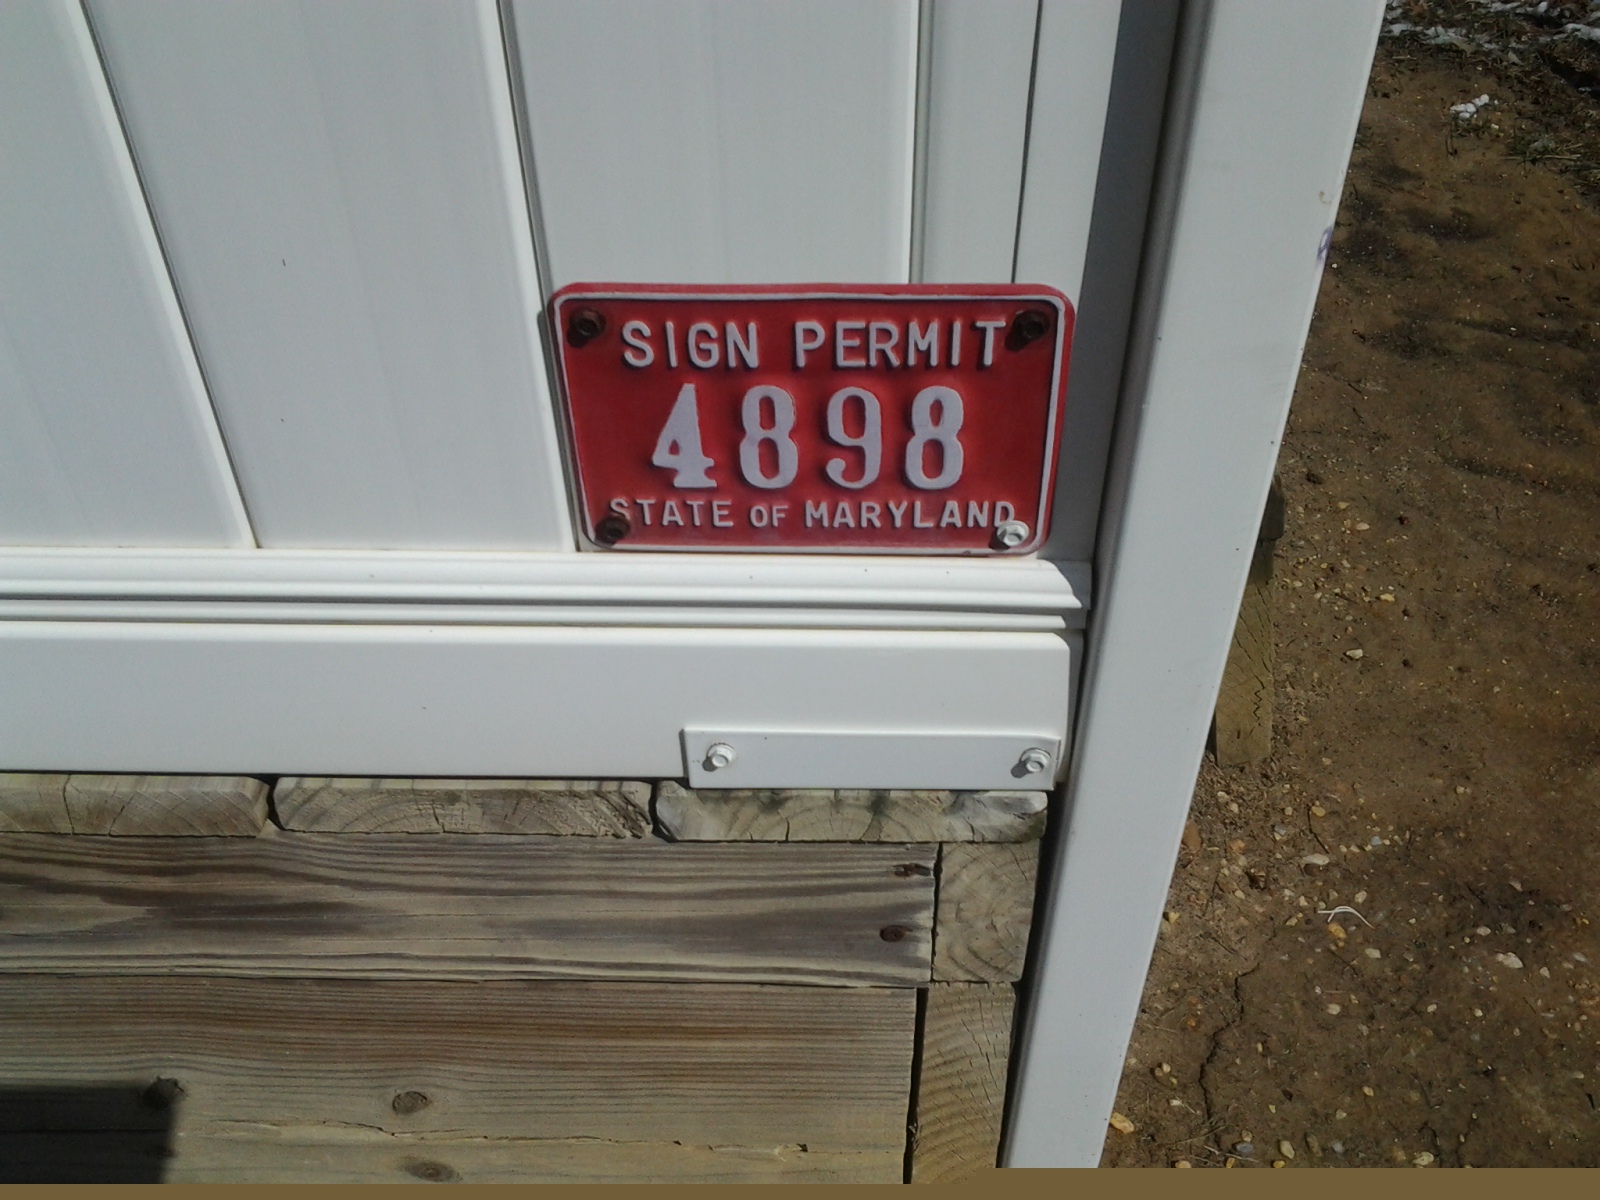 SIGN PERMIT
4898
STATE OF MARYLAND